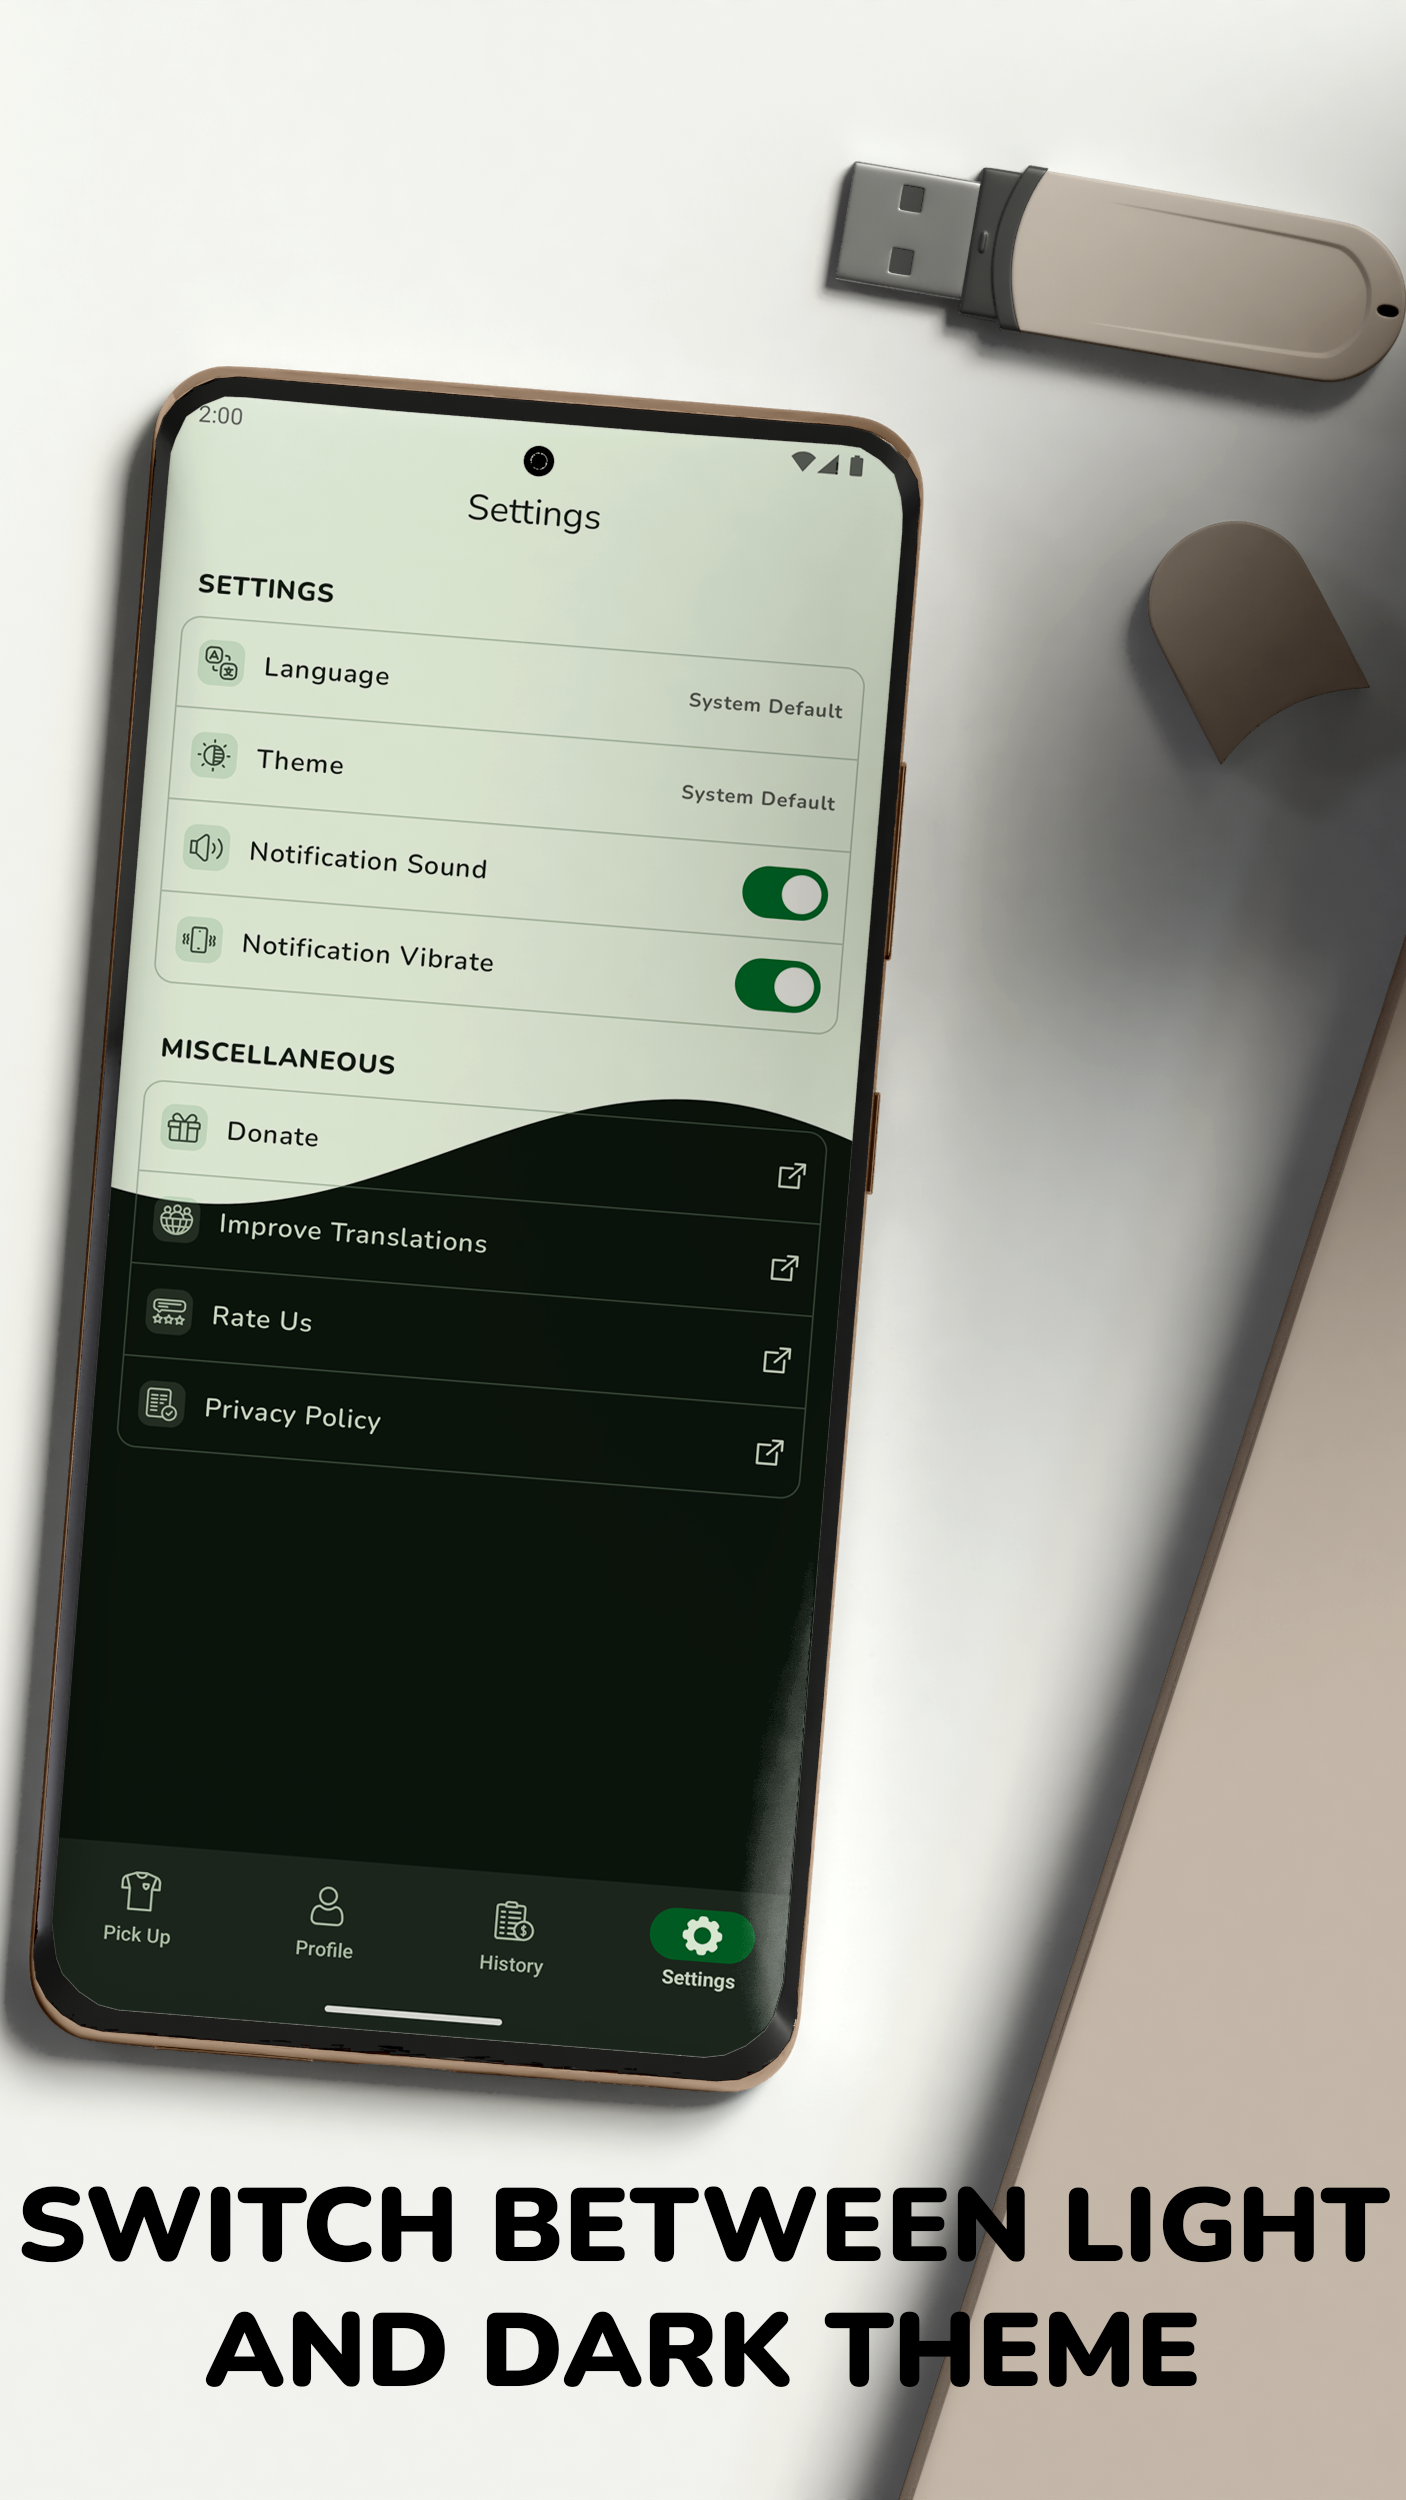 2:00
Settings
SETTINGS
Language
System Default
Theme
System Default
Notification Sound
Notification Vibrate
MISCELLANEOUS
Donate
Improve Translations
Rate Us
Privacy Policy
Pick Up
Profile
History
Settings
SWITCH BETWEEN LIGHT
AND DARK THEME